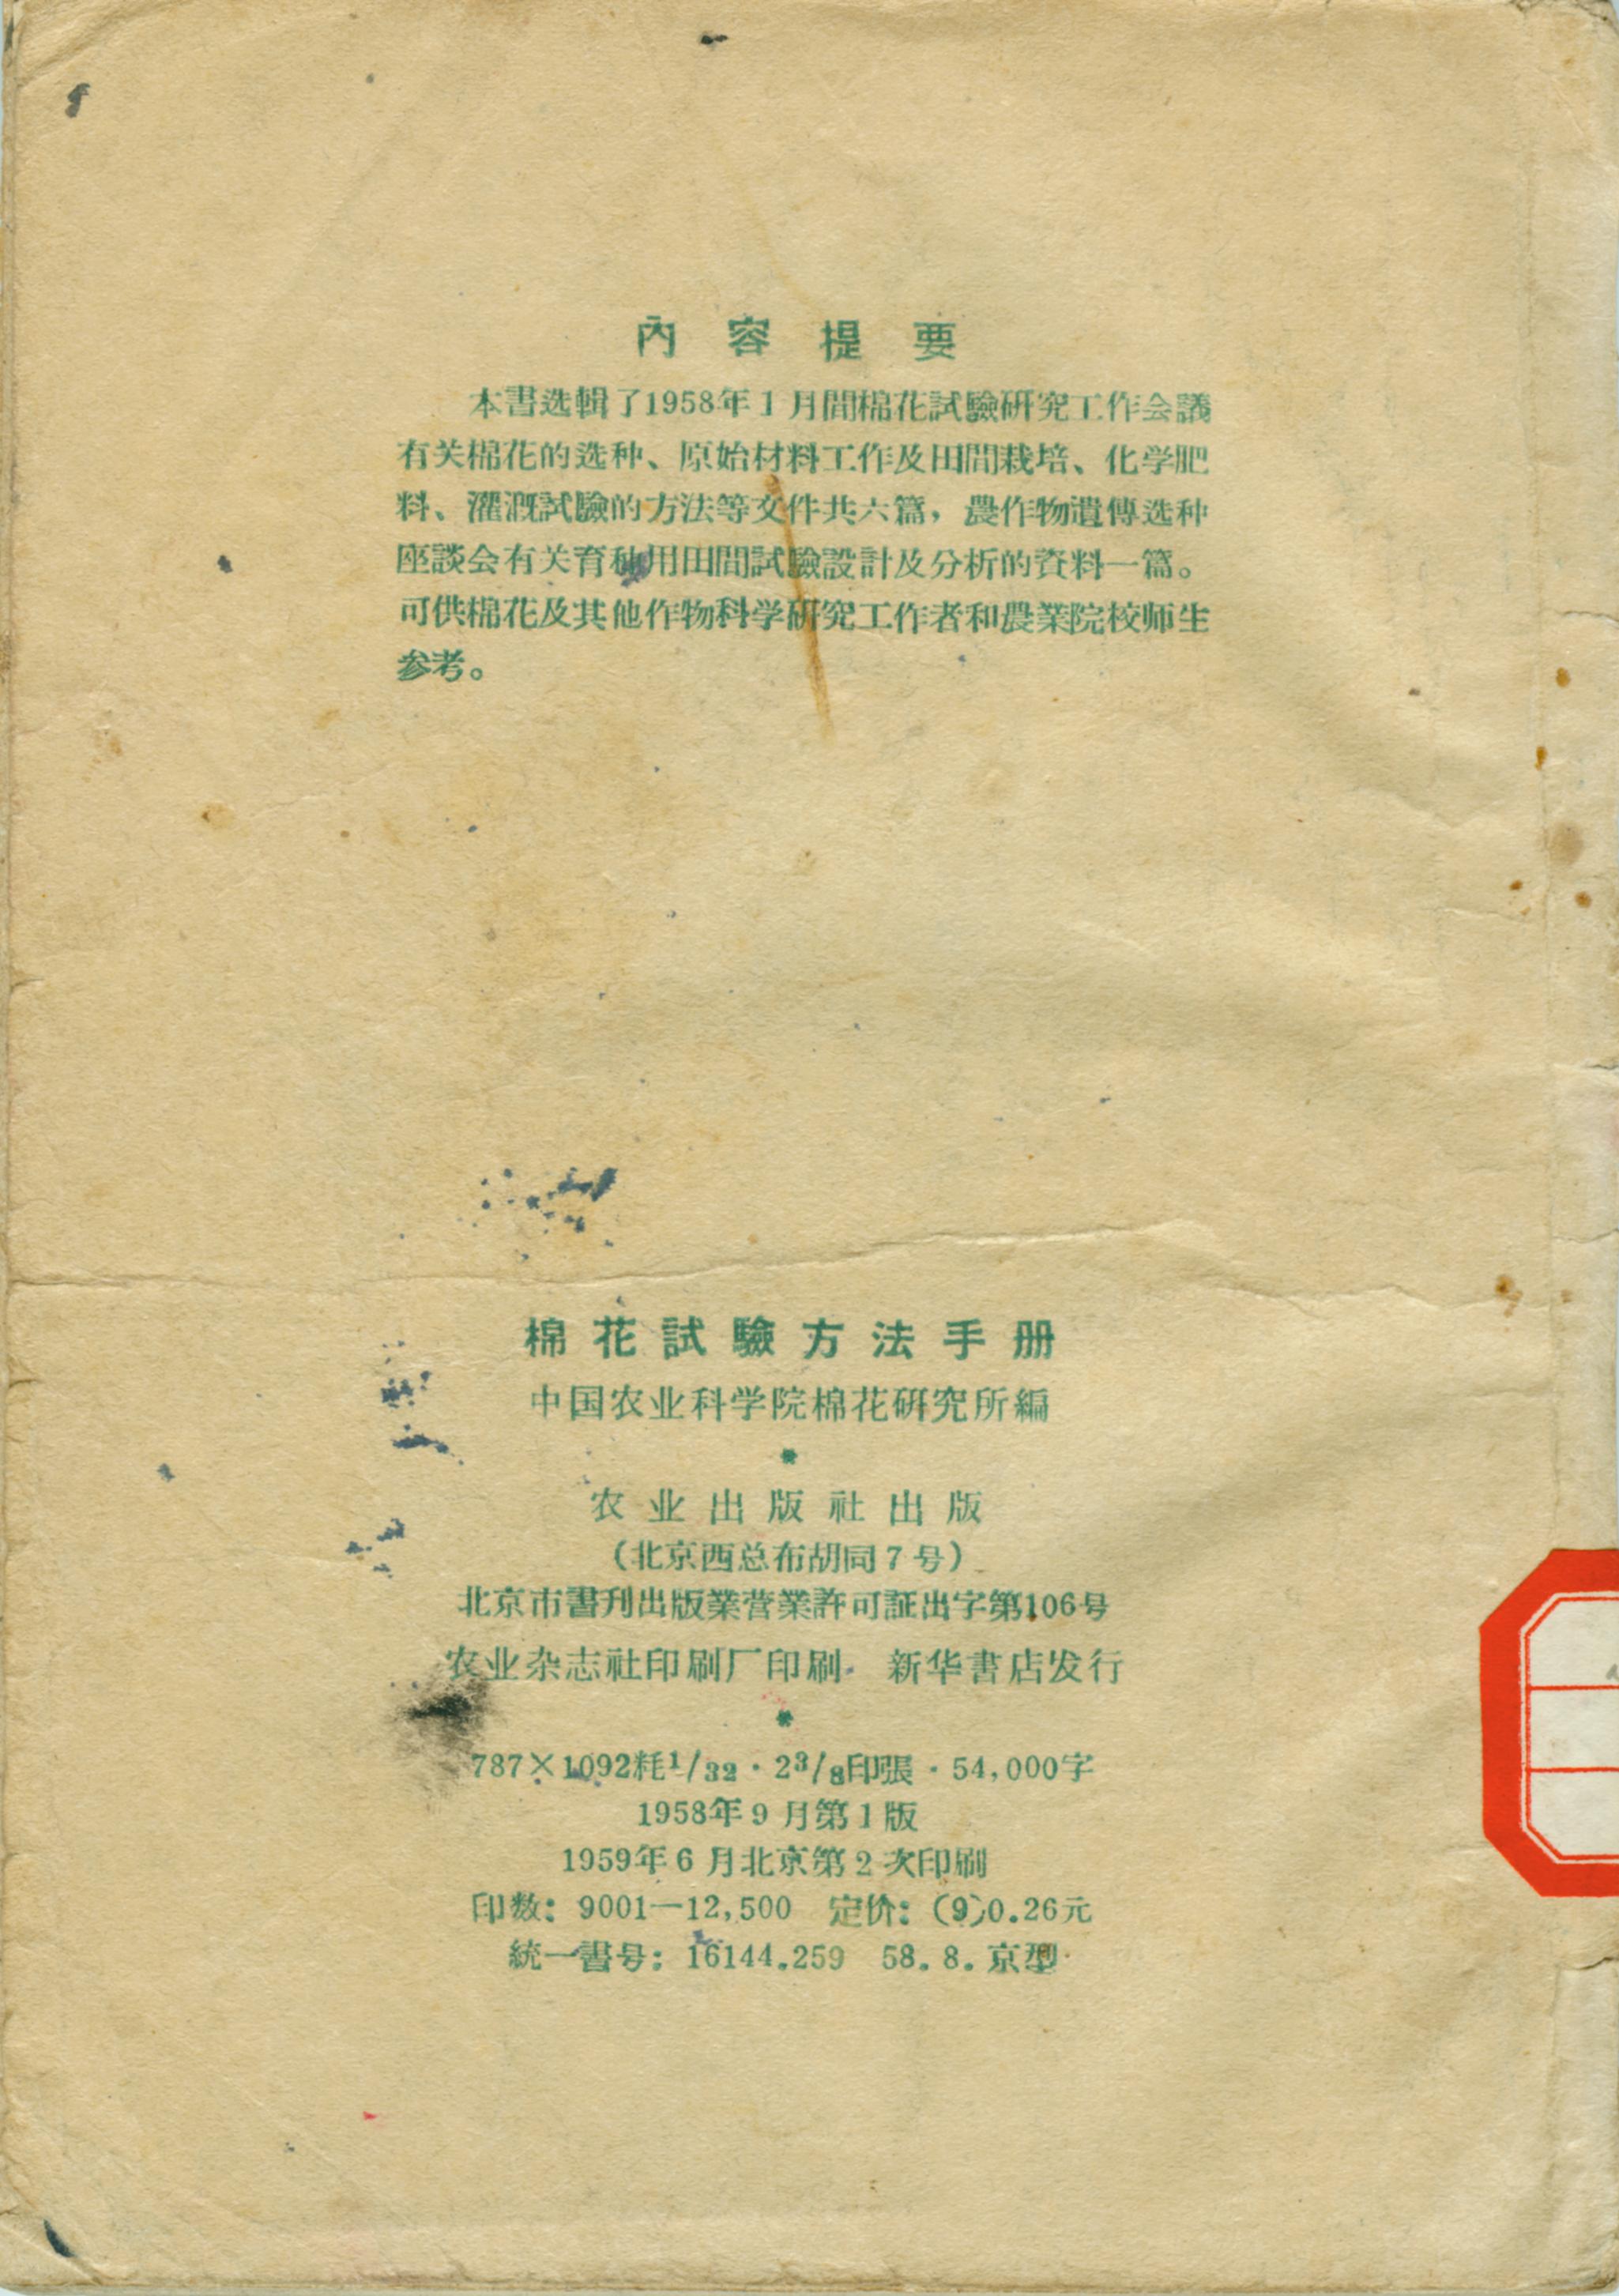 內容提要
本書选輯了1958年1月間棉花試驗研究工作会議
有关棉花的选种、原始材料工作及田間栽培、化学肥
料、灌溉試驗的方法等文件共六篇，農作物遺傳选种
座談会有关育种用田間試驗設計及分析的資料一篇。
可供棉花及其他作物科学研究工作者和農業院校师生
参考。
棉花試驗方法手册
中国农业科学院棉花研究所編
*
农业出版社出版
（北京西总布胡同7号）
北京市書刊出版業营業許可証出字第106号
农业杂志社印刷厂印刷 新华書店发行
*
787×1092粍1/32·23/8印張·54,000字
1958年9月第1版
1959年6月北京第2次印刷
印数：9001—12,500 定价：(9)0.26元
統一書号：16144.259 58.8.京型